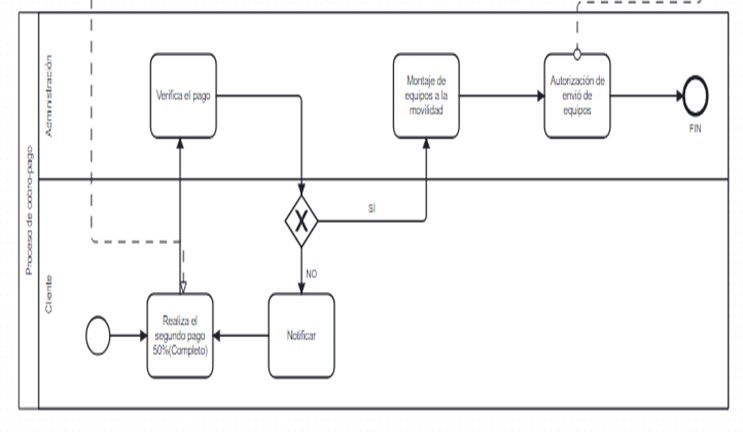 Proceso de cobro-pago
Administración
Verifica el pago
Montaje de
equipos a la
movilidad
Autorización de
envió de
equipos
FIN
Cliente
SI
NO
Realiza el
segundo pago
50%(Completo)
Notificar